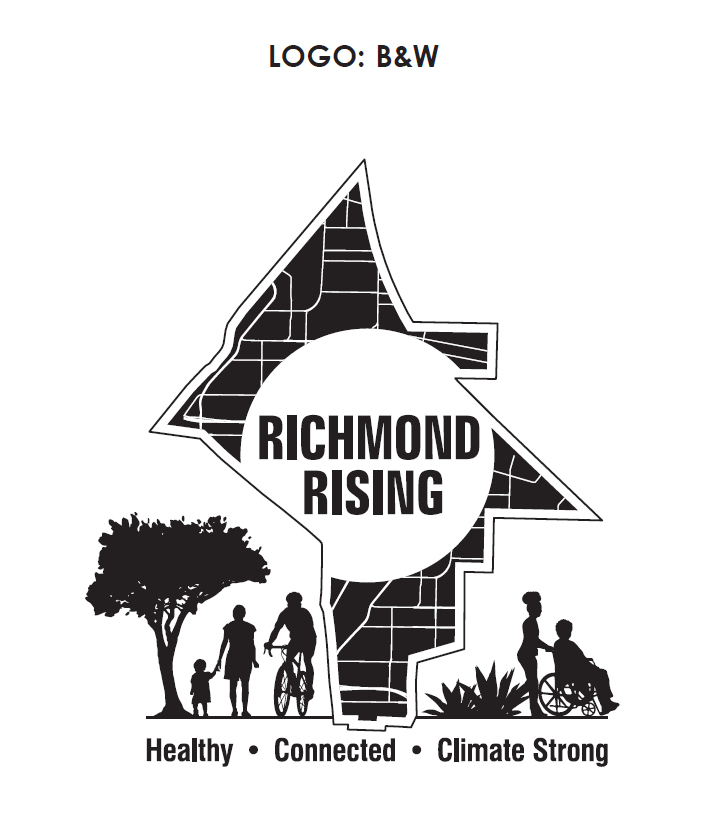 LOGO: B&W
RICHMOND
RISING
Healthy • Connected • Climate Strong